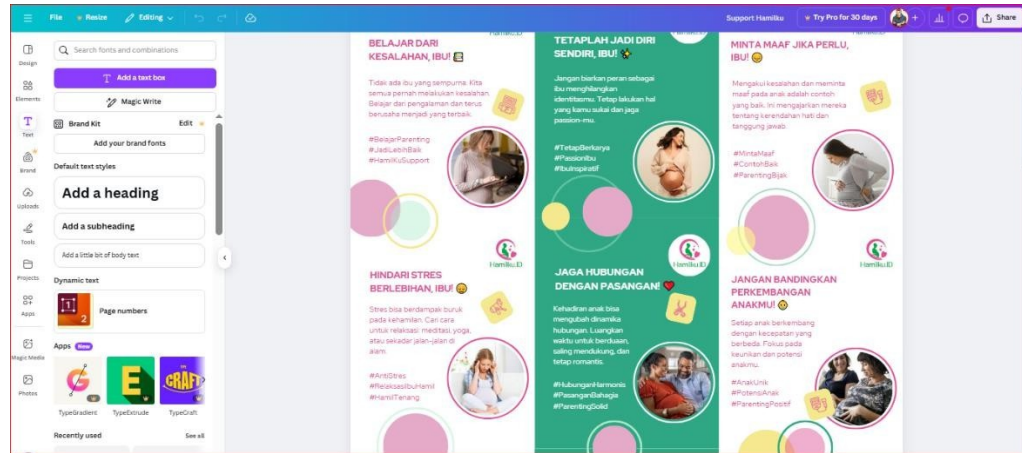 File
Resize
Editing
Support Hamilku
Try Pro for 30 days
Share
Design
Elements
Text
Brand
Uploads
Tools
Projects
Apps
Magic Media
Photos
Search fonts and combinations
T Add a text box
Magic Write
Brand Kit
Edit
Add your brand fonts
Default text styles
Add a heading
Add a subheading
Add a little bit of body text
Dynamic text
1
2
Page numbers
Apps
New
See all
G
E
CRAFT
TypeGradient
TypeExtrude
TypeCraft
Recently used
BELAJAR DARI
KESALAHAN, IBU!
Tidak ada ibu yang sempurna. Kita
semua pernah melakukan kesalahan.
Belajar dari pengalaman dan terus
berusaha menjadi yang terbaik.
#BelajarParenting
#JadiLebihBaik
#HamilKuSupport
TETAPLAH JADI DIRI
SENDIRI, IBU!
Jangan biarkan peran sebagai
ibu menghilangkan
identitasmu. Tetap lakukan hal
yang kamu sukai dan jaga
passion-mu.
#TetapBerkarya
#PassionIbu
#IbuInspiratif
MINTA MAAF JIKA PERLU,
IBU!
Mengakui kesalahan dan meminta
maaf pada anak adalah contoh
yang baik. Ini mengajarkan mereka
tentang kerendahan hati dan
tanggung jawab.
#MintaMaaf
#ContohBaik
#ParentingBijak
Hamilku.ID
HINDARI STRES
BERLEBIHAN, IBU!
Stres bisa berdampak buruk
pada kehamilan. Cari cara
untuk relaksasi: meditasi, yoga,
atau sekadar jalan-jalan di
alam.
#AntiStres
#RelaksasiIbuHamil
#HamilTenang
Hamilku.ID
JAGA HUBUNGAN
DENGAN PASANGAN!
Kehadiran anak bisa
mengubah dinamika
hubungan. Luangkan
waktu untuk berduaan,
saling mendukung, dan
tetap romantis.
#HubunganHarmonis
#PasanganBahagia
#ParentingSolid
Hamilku.ID
JANGAN BANDINGKAN
PERKEMBANGAN
ANAKMU!
Setiap anak berkembang
dengan kecepatan yang
berbeda. Fokus pada
keunikan dan potensi
anakmu.
#AnakUnik
#PotensiAnak
#ParentingPositif